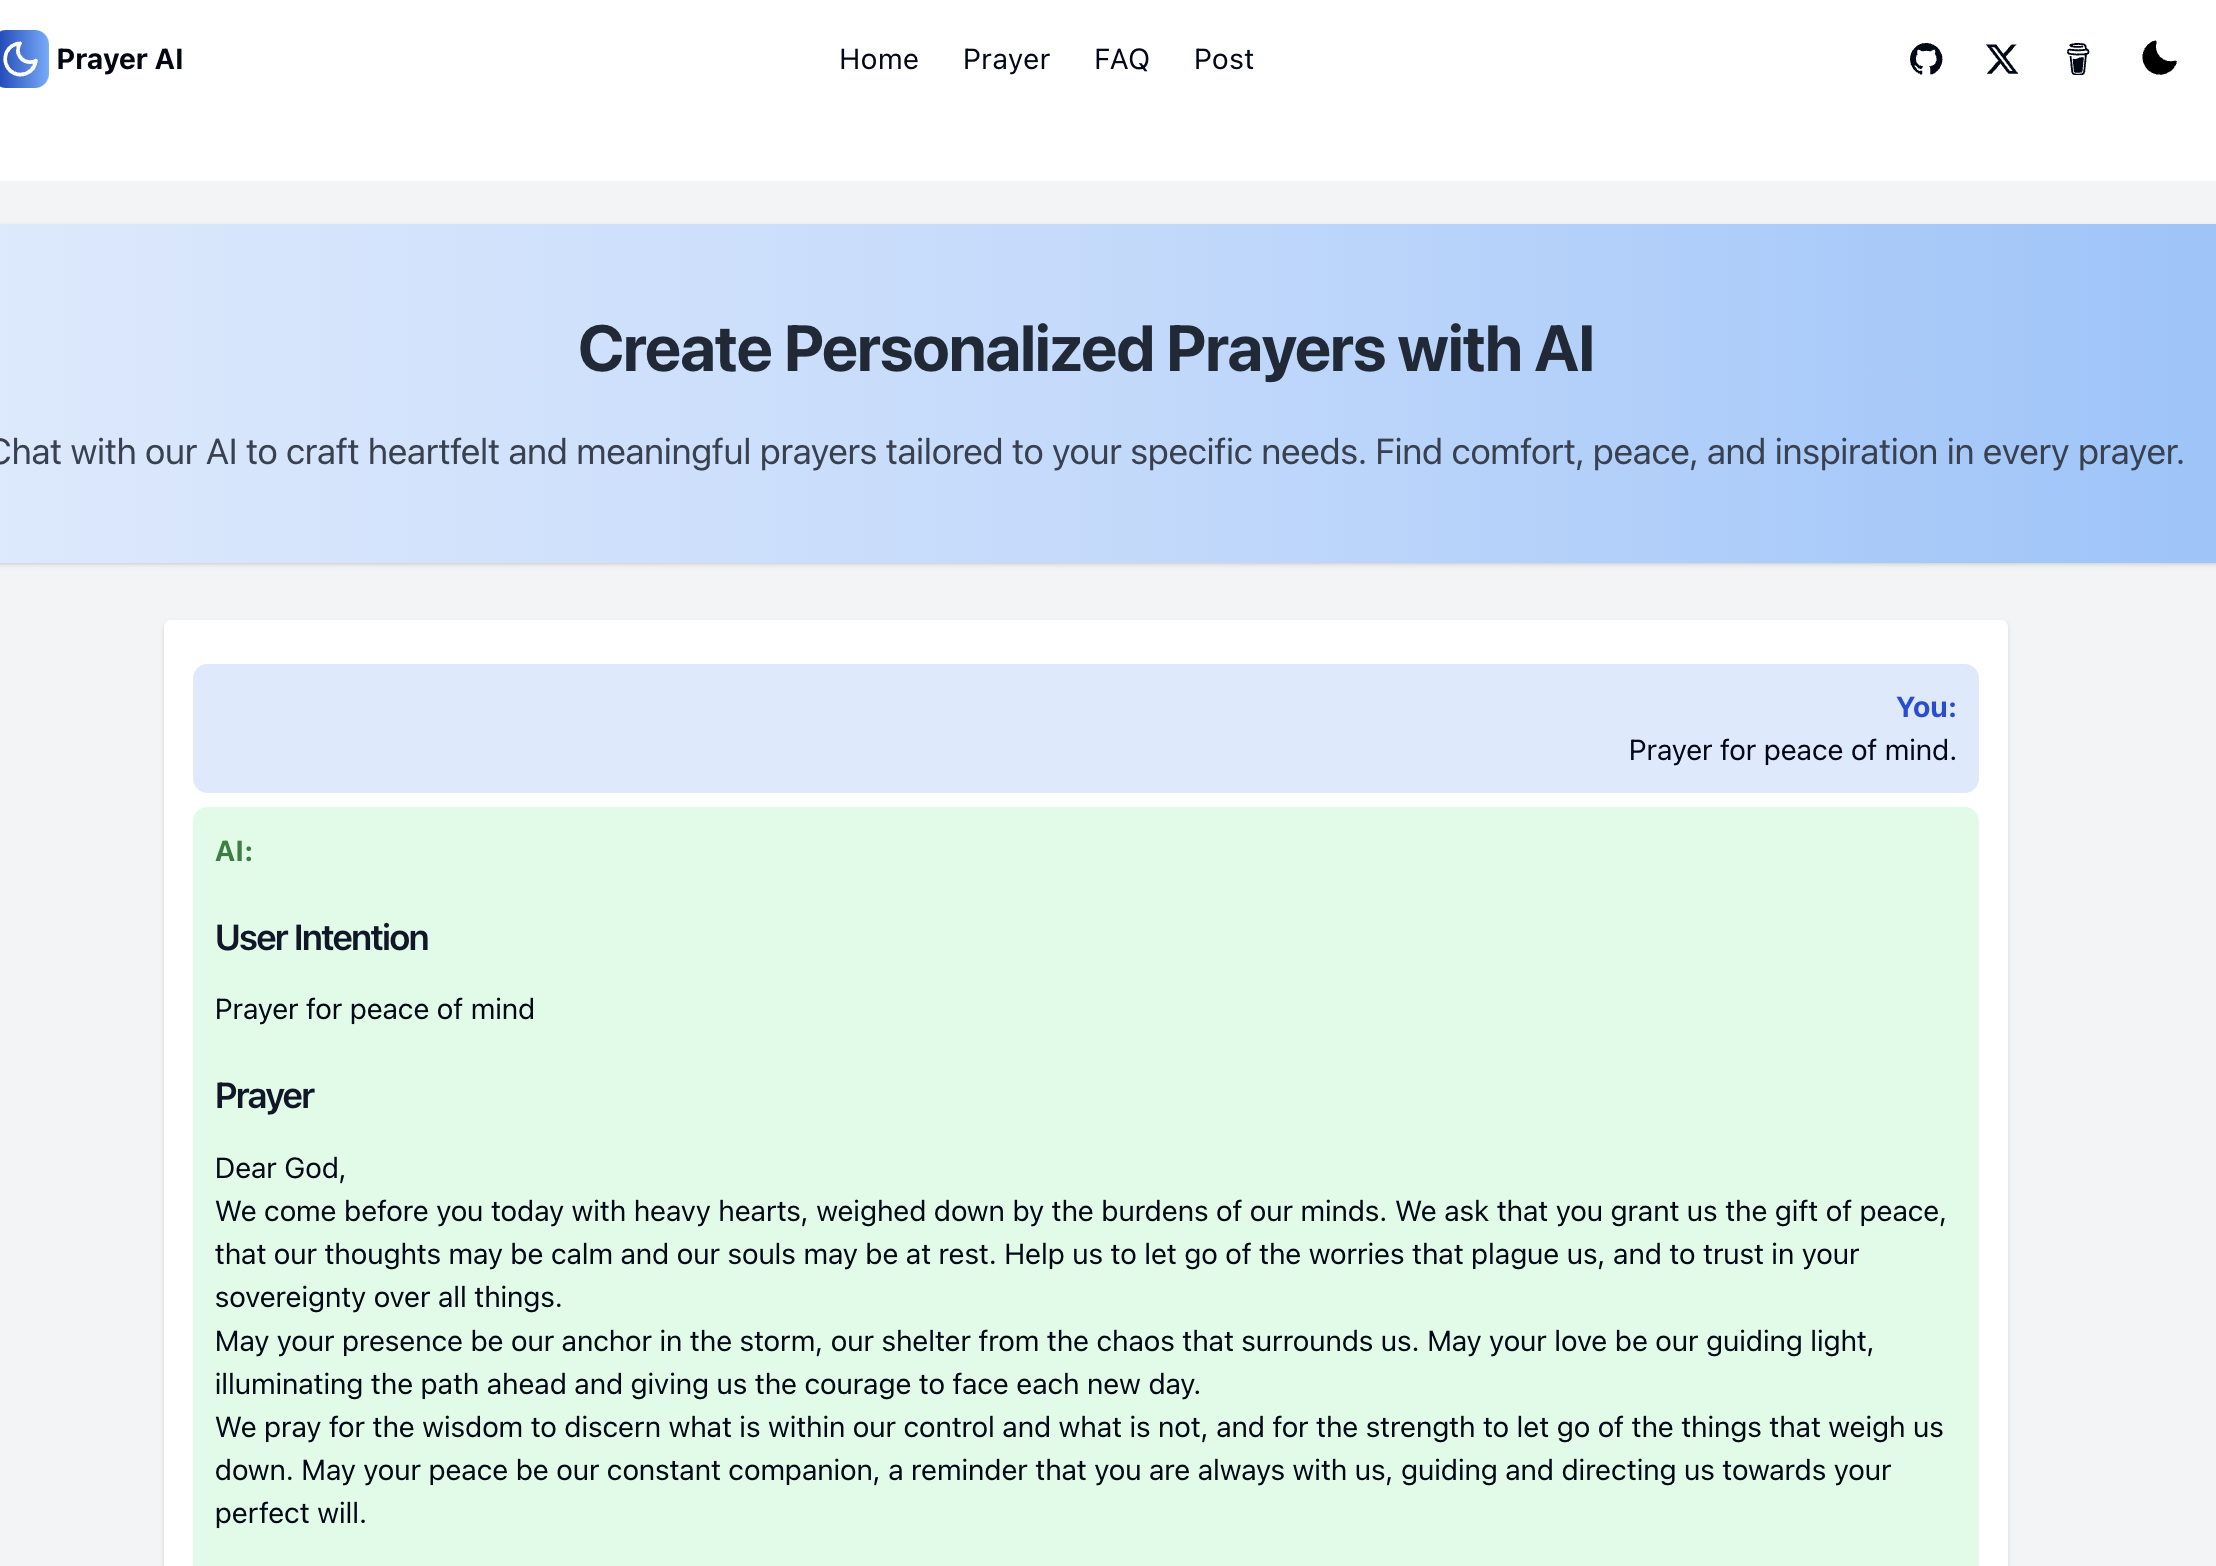 Prayer AI
Home Prayer FAQ Post
Create Personalized Prayers with AI
Chat with our AI to craft heartfelt and meaningful prayers tailored to your specific needs. Find comfort, peace, and inspiration in every prayer.
You:
Prayer for peace of mind.
AI:
User Intention
Prayer for peace of mind
Prayer
Dear God,
We come before you today with heavy hearts, weighed down by the burdens of our minds. We ask that you grant us the gift of peace,
that our thoughts may be calm and our souls may be at rest. Help us to let go of the worries that plague us, and to trust in your
sovereignty over all things.
May your presence be our anchor in the storm, our shelter from the chaos that surrounds us. May your love be our guiding light,
illuminating the path ahead and giving us the courage to face each new day.
We pray for the wisdom to discern what is within our control and what is not, and for the strength to let go of the things that weigh us
down. May your peace be our constant companion, a reminder that you are always with us, guiding and directing us towards your
perfect will.